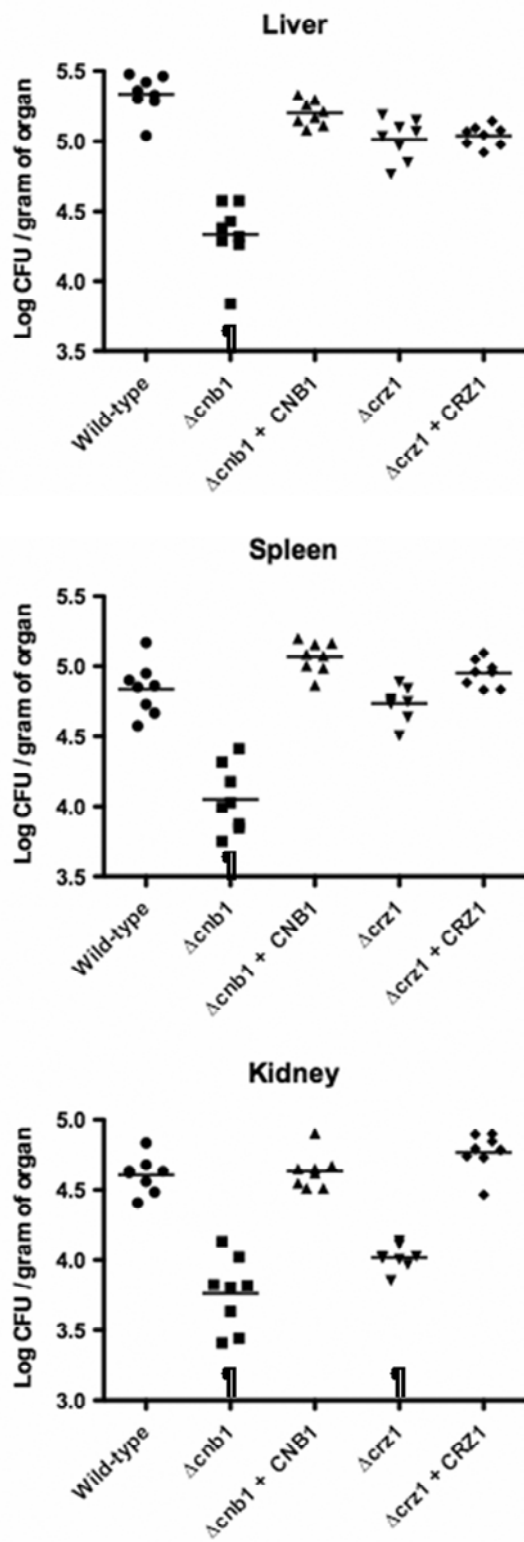 Liver
Log CFU / gram of organ
5.5
5.0
4.5
4.0
3.5
Wild-type
Δcnb1
Δcnb1 + CNB1
Δcrz1
Δcrz1 + CRZ1
Spleen
Log CFU / gram of organ
5.5
5.0
4.5
4.0
3.5
Wild-type
Δcnb1
Δcnb1 + CNB1
Δcrz1
Δcrz1 + CRZ1
Kidney
Log CFU / gram of organ
5.0
4.5
4.0
3.5
3.0
Wild-type
Δcnb1
Δcnb1 + CNB1
Δcrz1
Δcrz1 + CRZ1